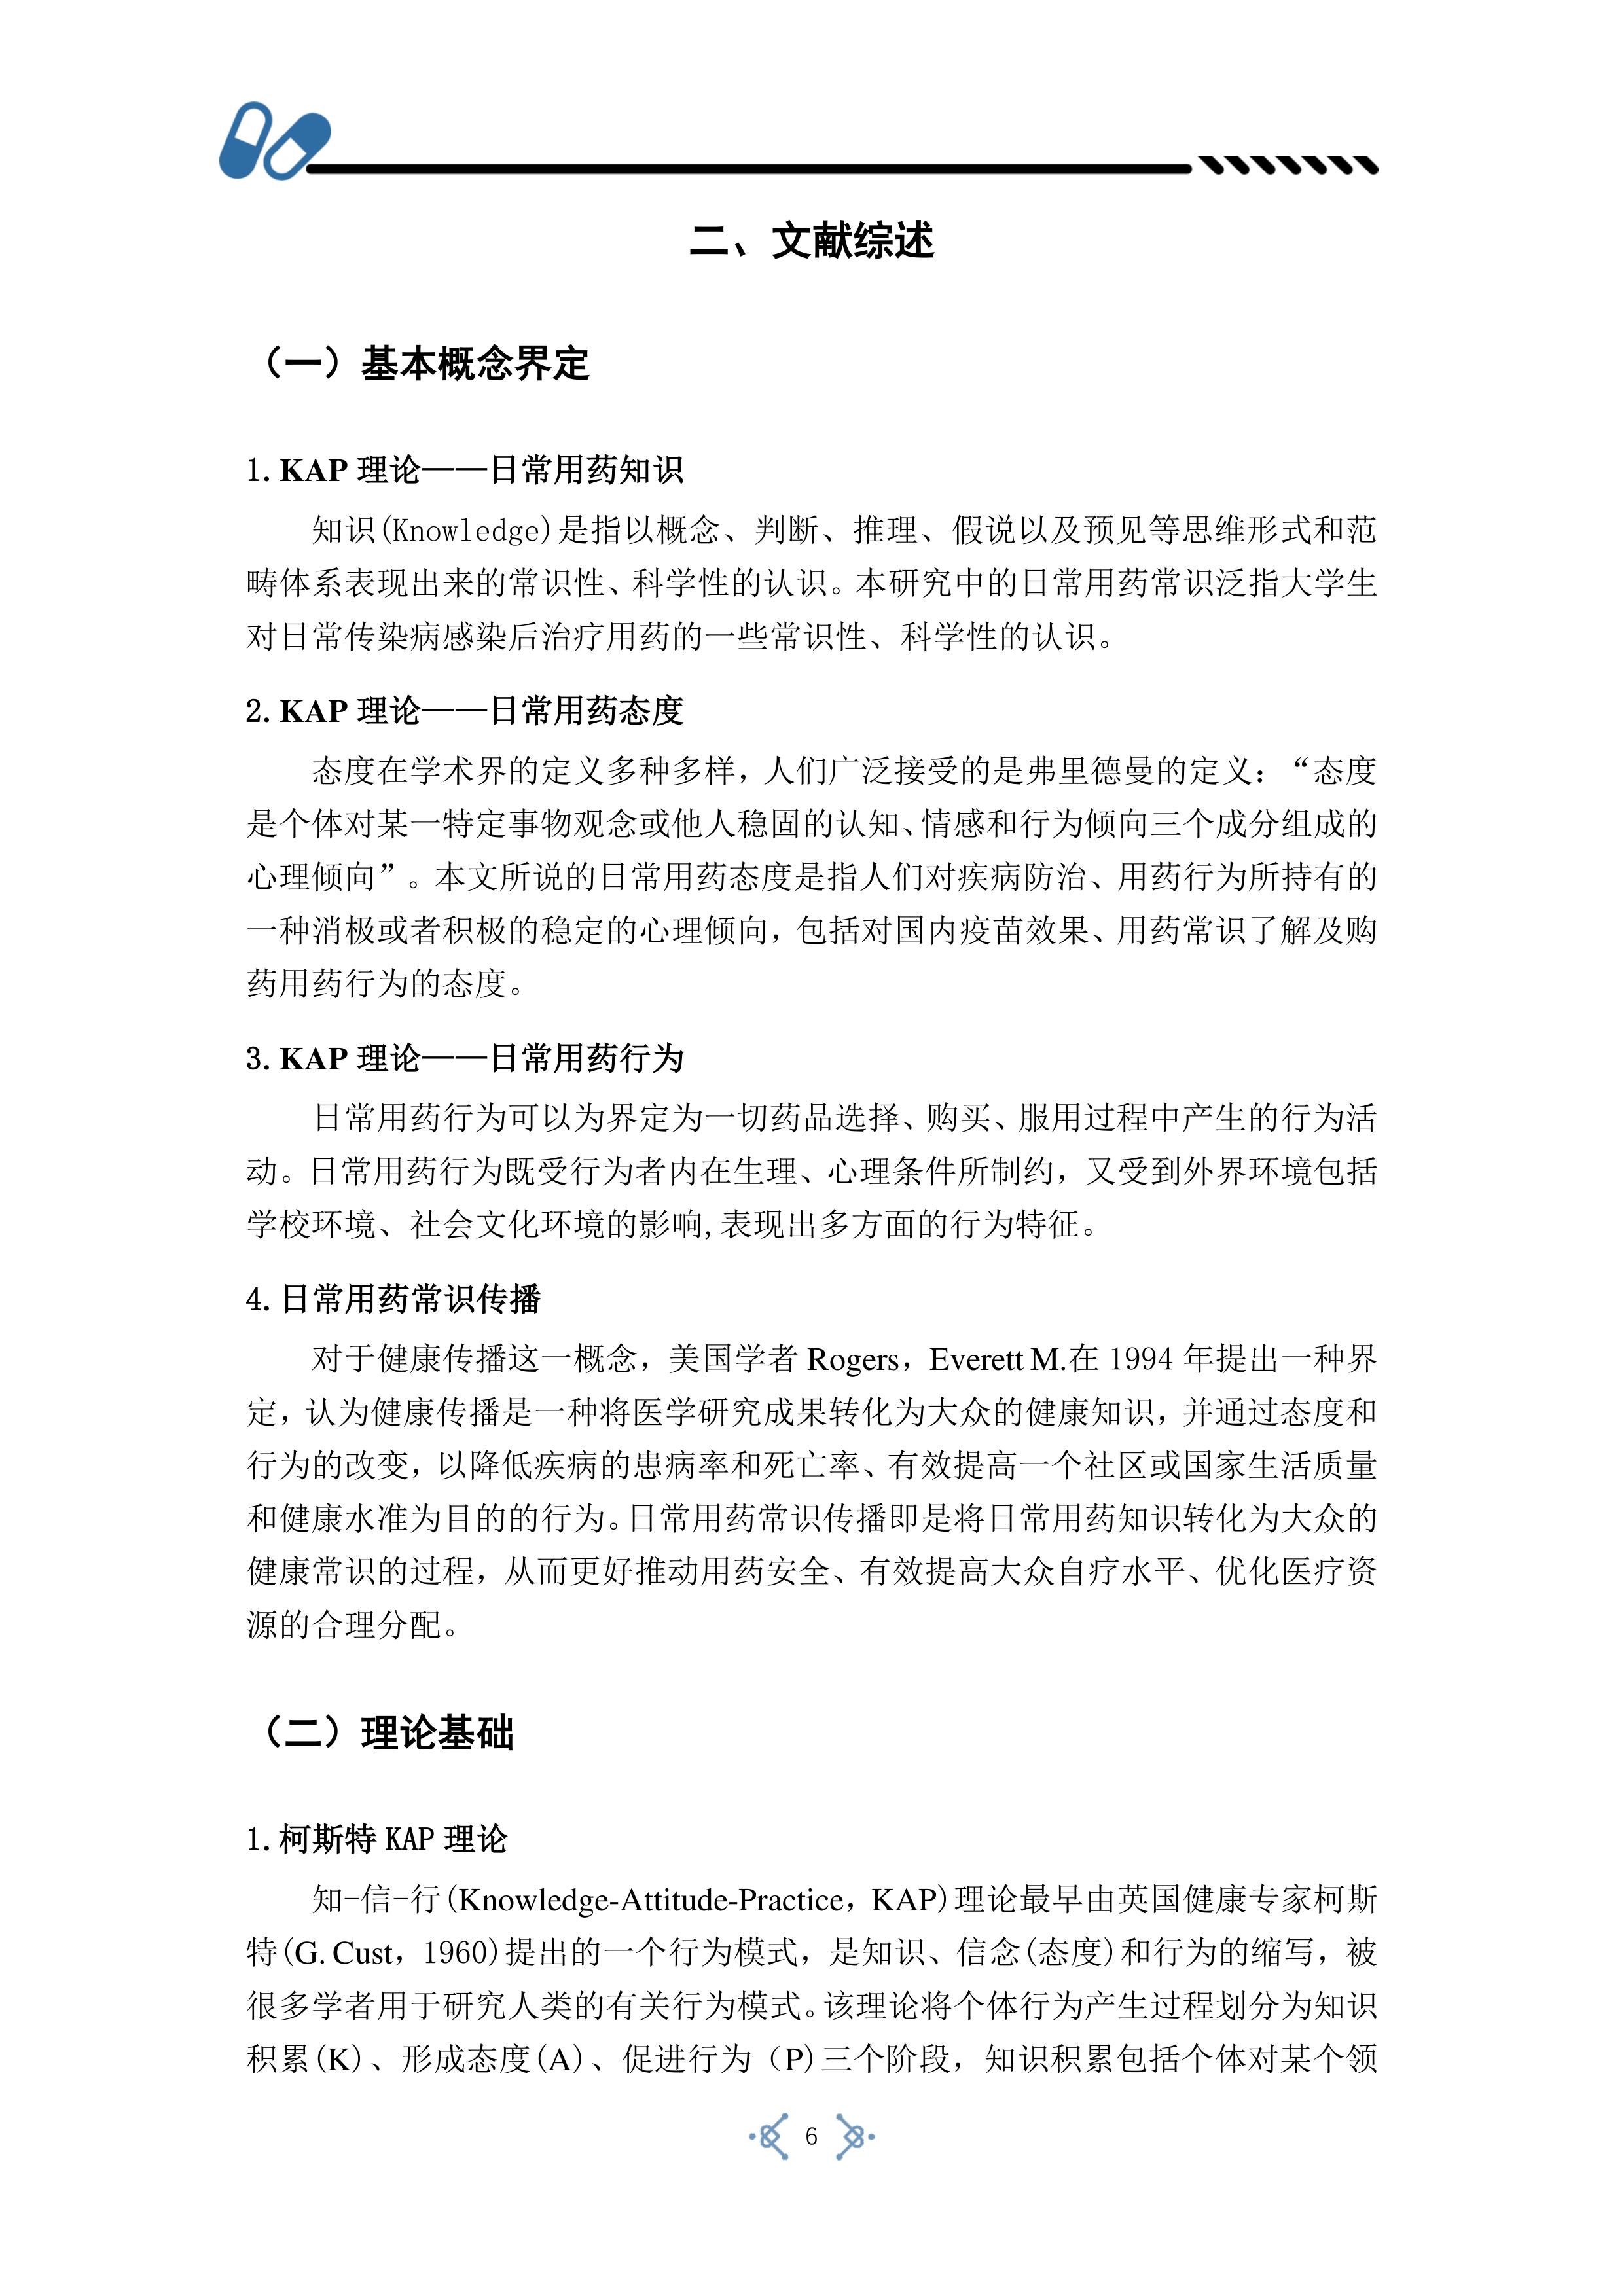 二、文献综述
（一）基本概念界定
1. KAP 理论——日常用药知识
知识(Knowledge)是指以概念、判断、推理、假说以及预见等思维形式和范
畴体系表现出来的常识性、科学性的认识。本研究中的日常用药常识泛指大学生
对日常传染病感染后治疗用药的一些常识性、科学性的认识。
2. KAP 理论——日常用药态度
态度在学术界的定义多种多样，人们广泛接受的是弗里德曼的定义：“态度
是个体对某一特定事物观念或他人稳固的认知、情感和行为倾向三个成分组成的
心理倾向”。本文所说的日常用药态度是指人们对疾病防治、用药行为所持有的
一种消极或者积极的稳定的心理倾向，包括对国内疫苗效果、用药常识了解及购
药用药行为的态度。
3. KAP 理论——日常用药行为
日常用药行为可以为界定为一切药品选择、购买、服用过程中产生的行为活
动。日常用药行为既受行为者内在生理、心理条件所制约，又受到外界环境包括
学校环境、社会文化环境的影响,表现出多方面的行为特征。
4. 日常用药常识传播
对于健康传播这一概念，美国学者 Rogers，Everett M.在 1994 年提出一种界
定，认为健康传播是一种将医学研究成果转化为大众的健康知识，并通过态度和
行为的改变，以降低疾病的患病率和死亡率、有效提高一个社区或国家生活质量
和健康水准为目的的行为。日常用药常识传播即是将日常用药知识转化为大众的
健康常识的过程，从而更好推动用药安全、有效提高大众自疗水平、优化医疗资
源的合理分配。
（二）理论基础
1. 柯斯特 KAP 理论
知-信-行(Knowledge-Attitude-Practice，KAP)理论最早由英国健康专家柯斯
特(G. Cust，1960)提出的一个行为模式，是知识、信念(态度)和行为的缩写，被
很多学者用于研究人类的有关行为模式。该理论将个体行为产生过程划分为知识
积累(K)、形成态度(A)、促进行为（P)三个阶段，知识积累包括个体对某个领
6